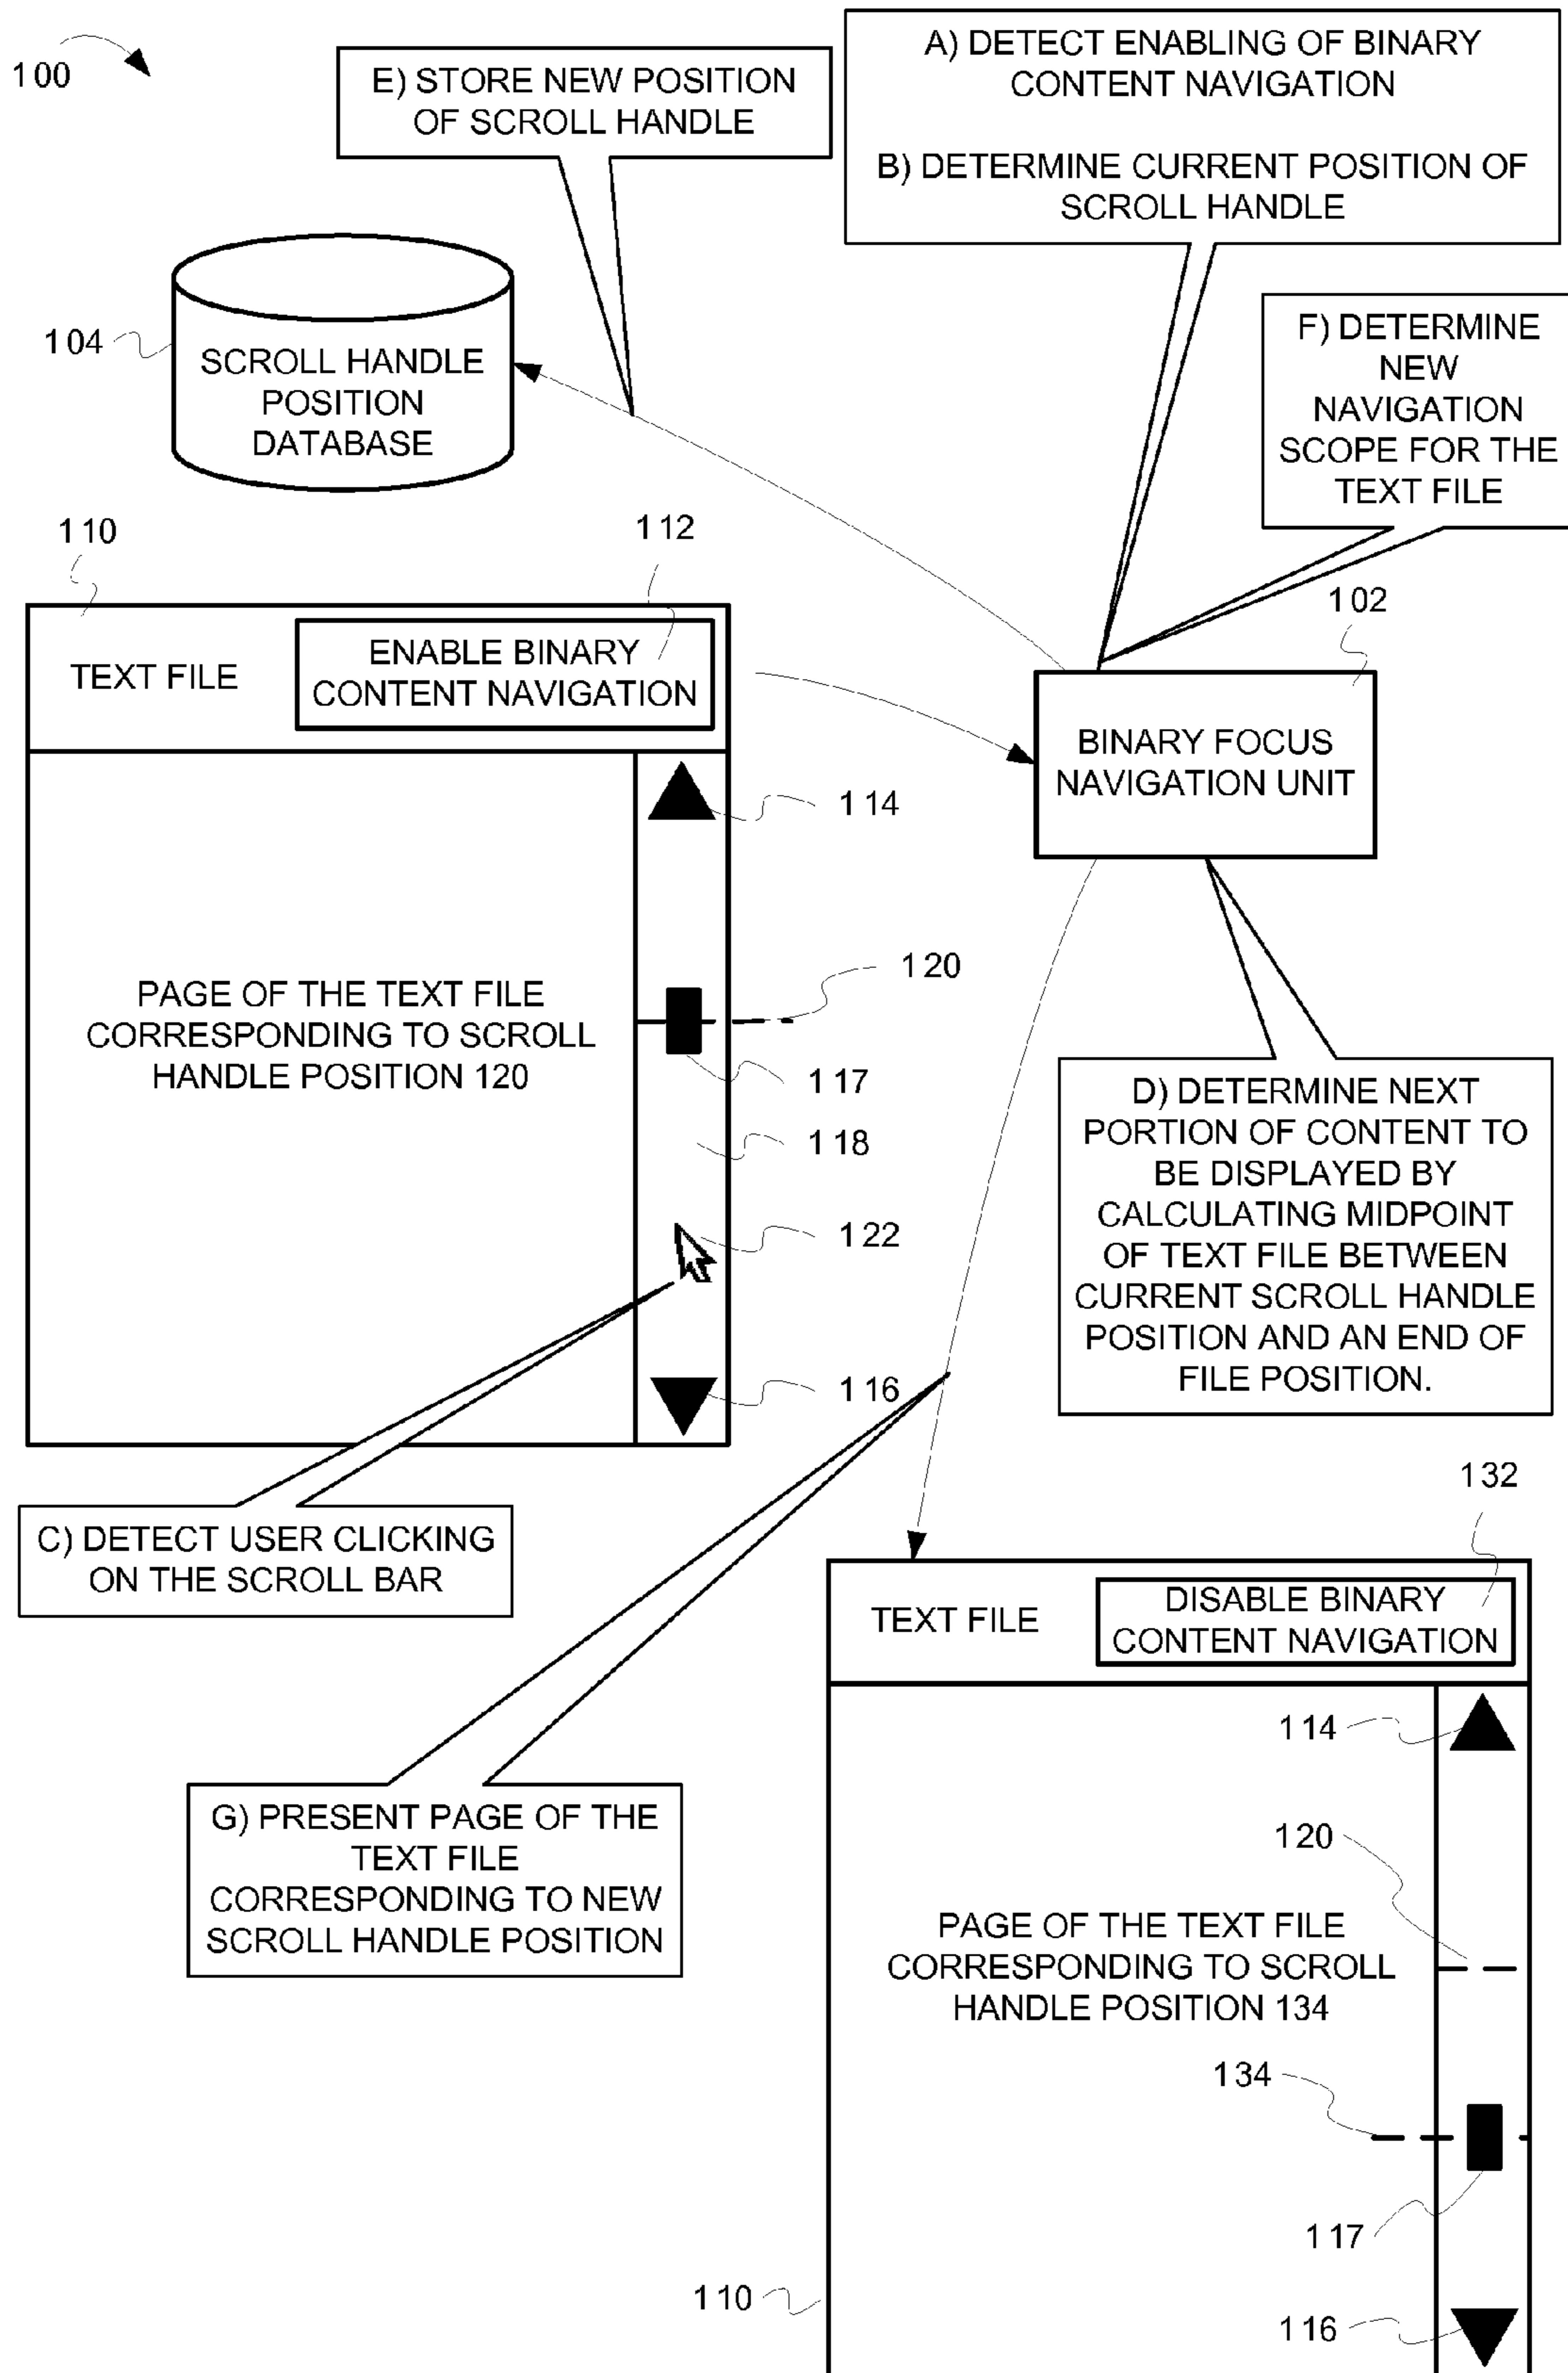 100
E) STORE NEW POSITION
OF SCROLL HANDLE
A) DETECT ENABLING OF BINARY
CONTENT NAVIGATION
B) DETERMINE CURRENT POSITION OF
SCROLL HANDLE
104
SCROLL HANDLE
POSITION
DATABASE
F) DETERMINE
NEW
NAVIGATION
SCOPE FOR THE
TEXT FILE
110
112
102
TEXT FILE
ENABLE BINARY
CONTENT NAVIGATION
BINARY FOCUS
NAVIGATION UNIT
114
120
PAGE OF THE TEXT FILE
CORRESPONDING TO SCROLL
HANDLE POSITION 120
117
118
122
116
D) DETERMINE NEXT
PORTION OF CONTENT TO
BE DISPLAYED BY
CALCULATING MIDPOINT
OF TEXT FILE BETWEEN
CURRENT SCROLL HANDLE
POSITION AND AN END OF
FILE POSITION.
C) DETECT USER CLICKING
ON THE SCROLL BAR
132
TEXT FILE
DISABLE BINARY
CONTENT NAVIGATION
114
G) PRESENT PAGE OF THE
TEXT FILE
CORRESPONDING TO NEW
SCROLL HANDLE POSITION
120
PAGE OF THE TEXT FILE
CORRESPONDING TO SCROLL
HANDLE POSITION 134
134
117
110
116